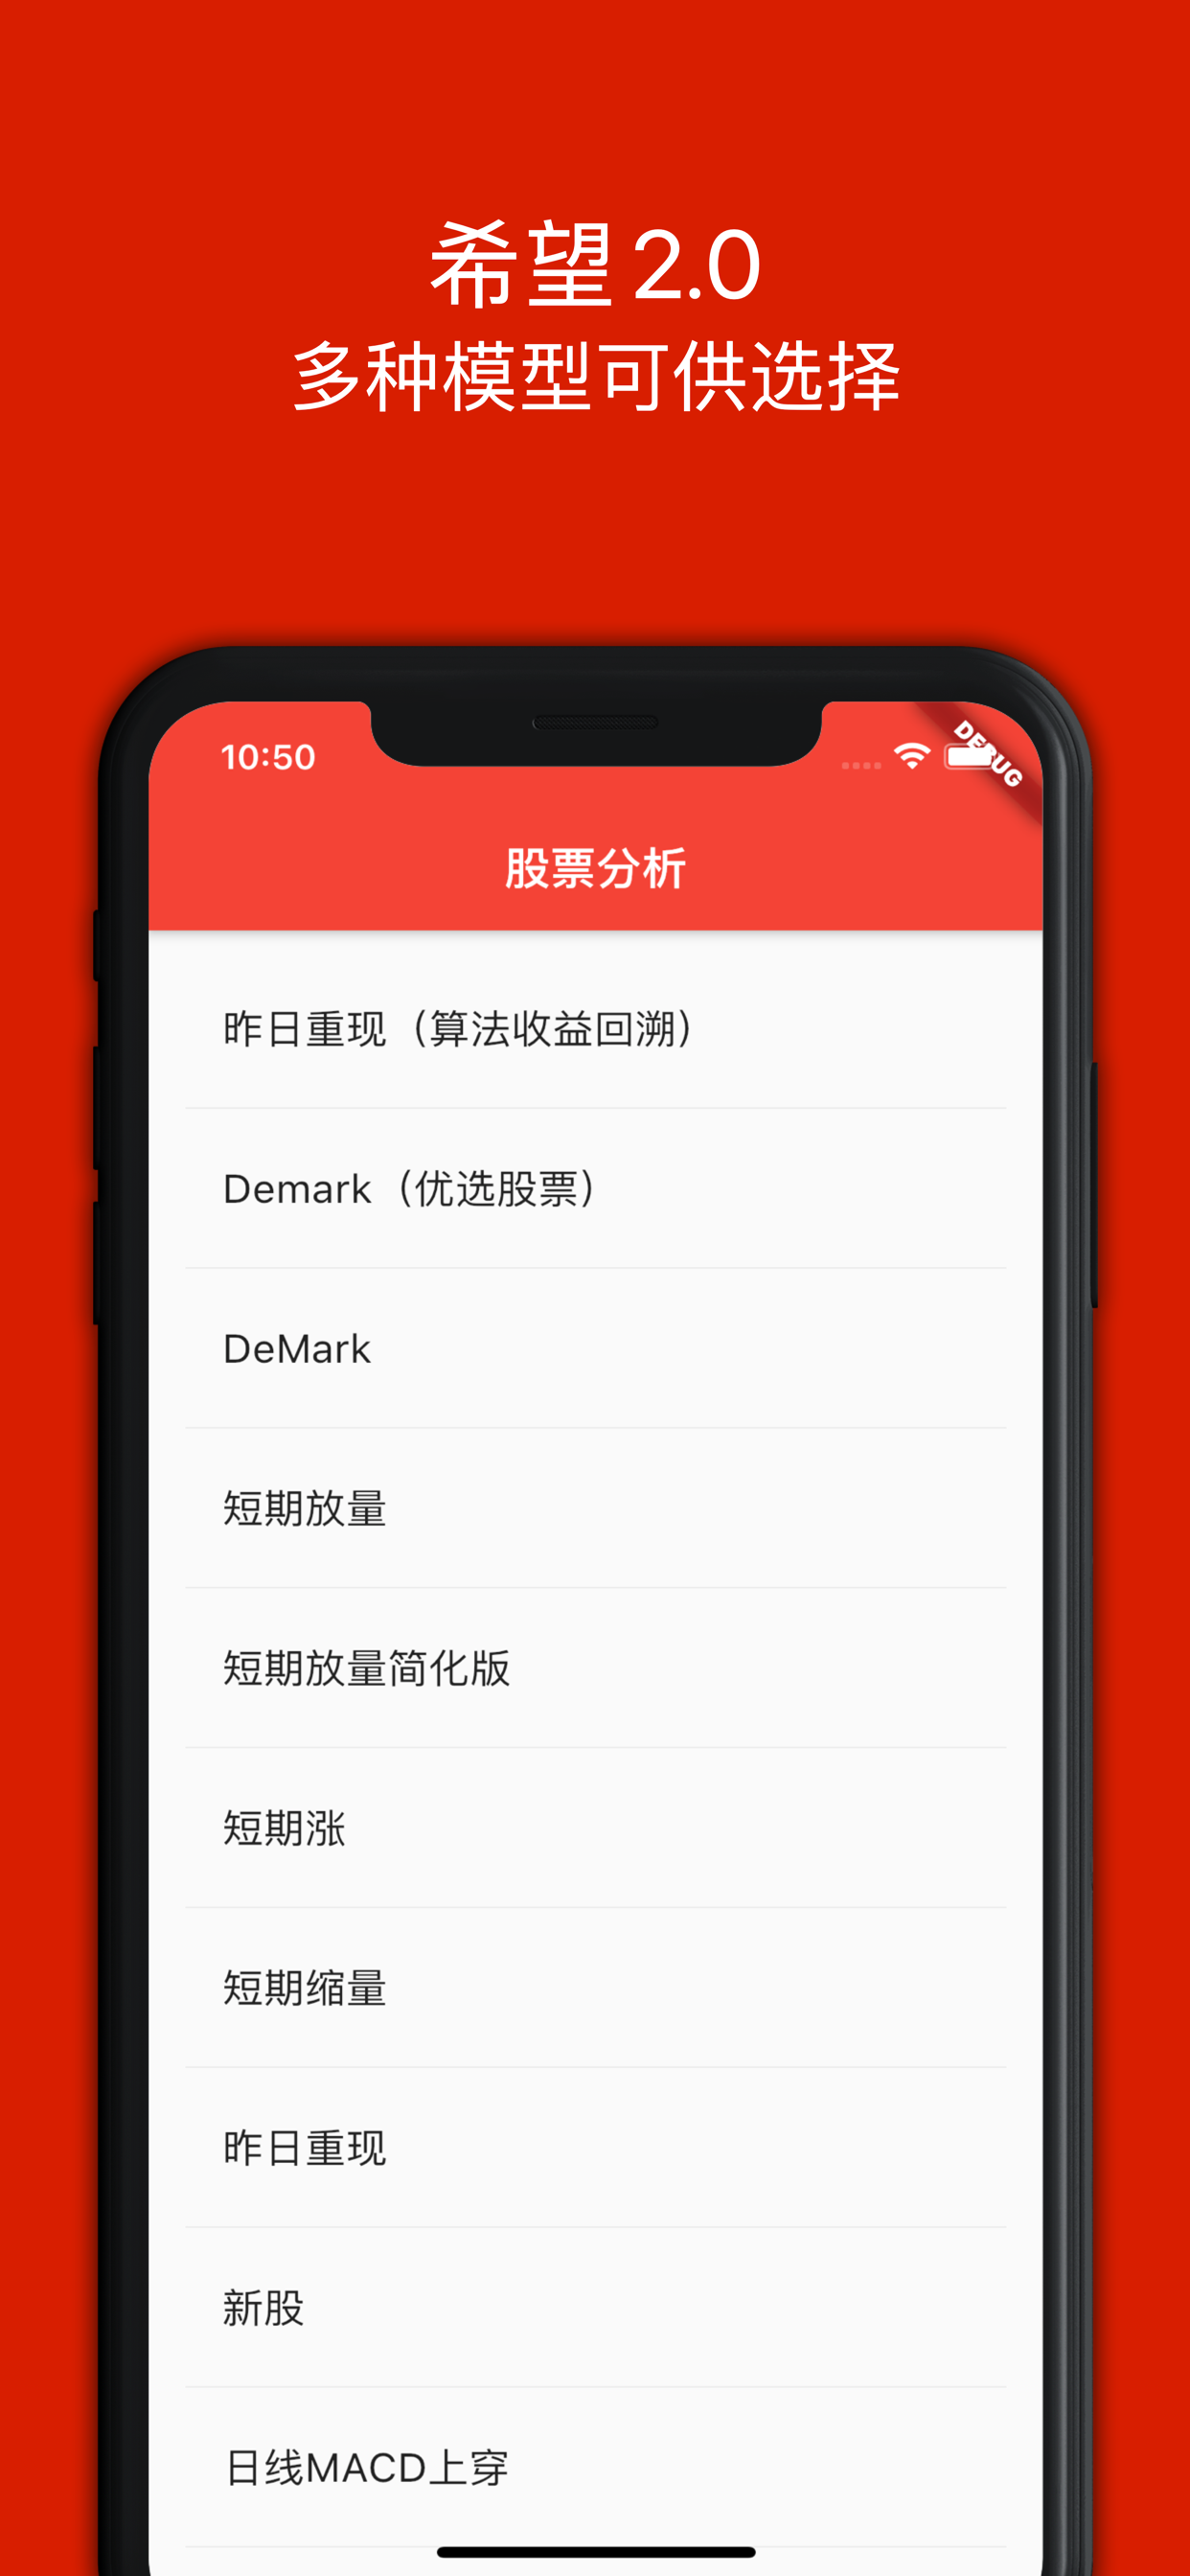 希望2.0
多种模型可供选择
10:50
DEBUG
股票分析
昨日重现（算法收益回溯）
Demark（优选股票）
DeMark
短期放量
短期放量简化版
短期涨
短期缩量
昨日重现
新股
日线MACD上穿